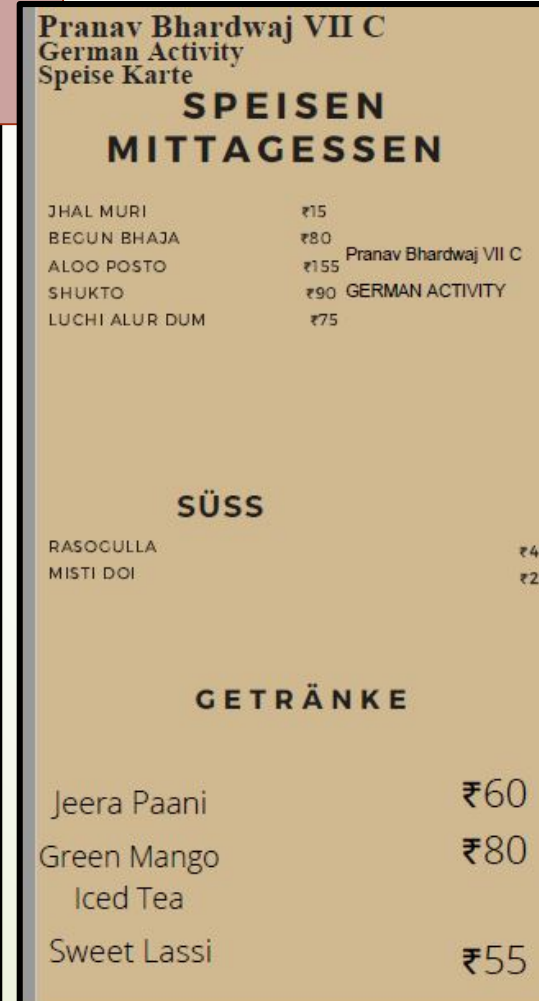 Pranav Bhardwaj VII C
German Activity
Speise Karte
SPEISEN
MITTAGESSEN
JHAL MURI ₹15
BEGUN BHAJA ₹80
ALOO POSTO ₹155
Pranav Bhardwaj VII C
SHUKTO ₹90
GERMAN ACTIVITY
LUCHI ALUR DUM ₹75
SÜSS
RASOGULLA ₹4
MISTI DOI ₹2
GETRÄNKE
Jeera Paani ₹60
Green Mango ₹80
Iced Tea
Sweet Lassi ₹55